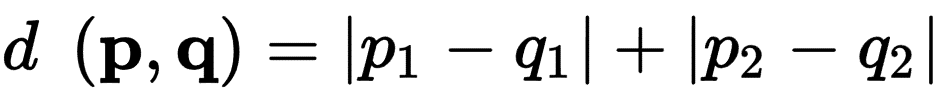 d (p, q) = |p₁ − q₁| + |p₂ − q₂|